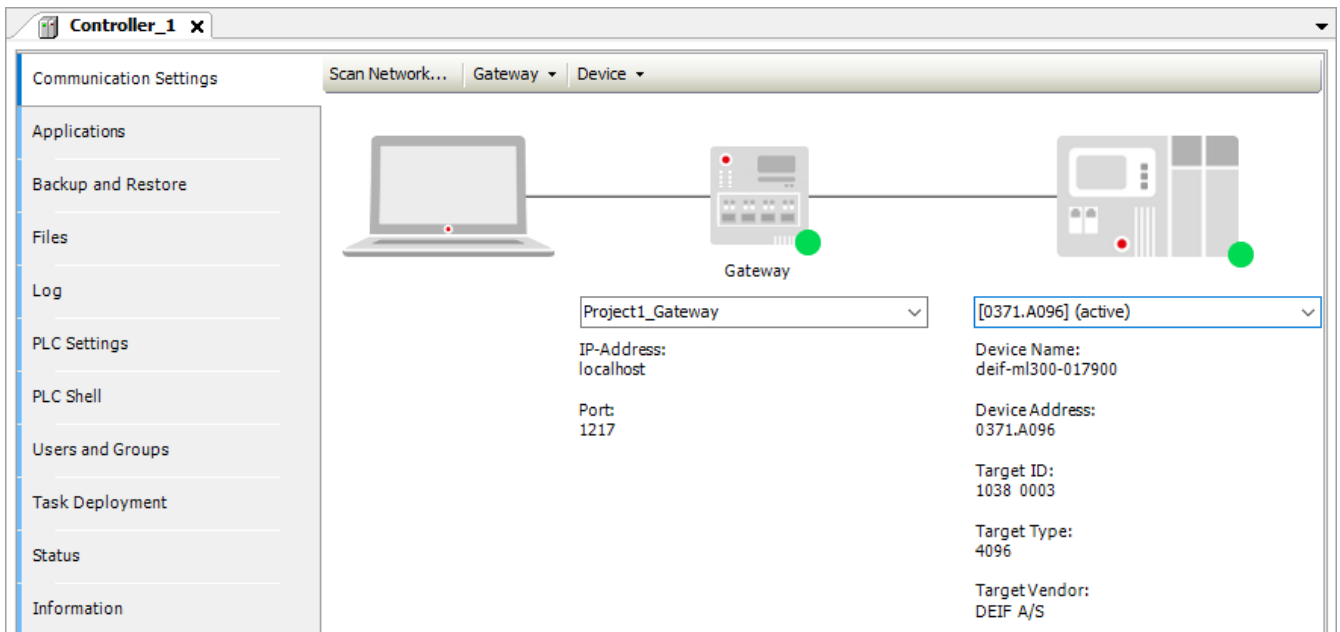 Controller_1
Communication Settings
Scan Network...
Gateway
Device
Applications
Backup and Restore
Files
Log
PLC Settings
PLC Shell
Users and Groups
Task Deployment
Status
Information
Gateway
Project1_Gateway
IP-Address:
localhost
Port:
1217
[0371.A096] (active)
Device Name:
deif-ml300-017900
Device Address:
0371.A096
Target ID:
1038 0003
Target Type:
4096
Target Vendor:
DEIF A/S